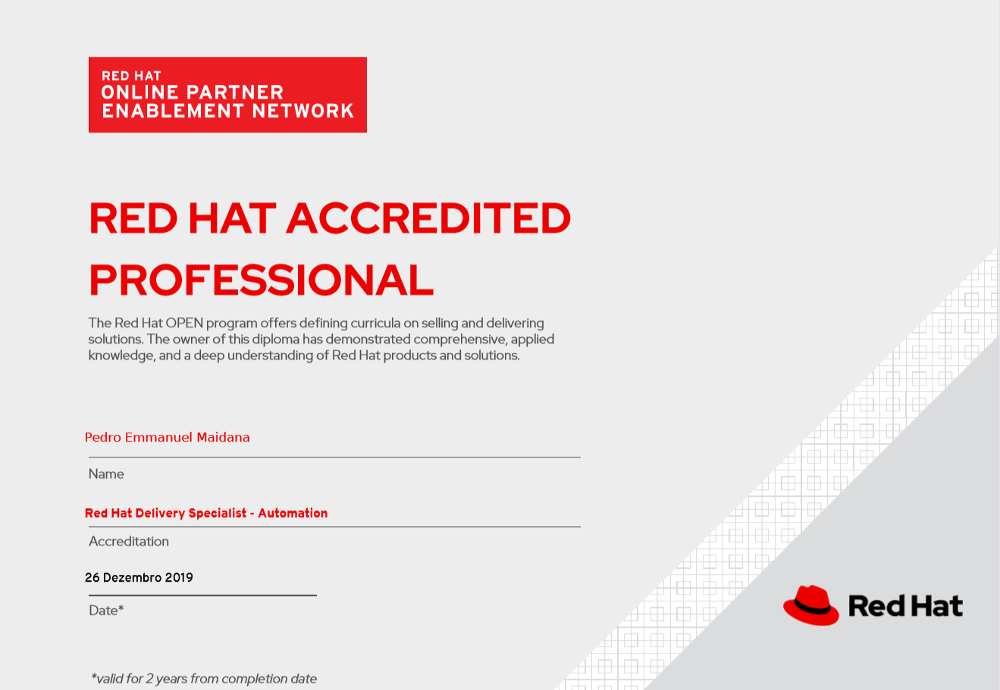 RED HAT
ONLINE PARTNER
ENABLEMENT NETWORK
RED HAT ACCREDITED
PROFESSIONAL
The Red Hat OPEN program offers defining curricula on selling and delivering
solutions. The owner of this diploma has demonstrated comprehensive, applied
knowledge, and a deep understanding of Red Hat products and solutions.
Pedro Emmanuel Maidana
Name
Red Hat Delivery Specialist - Automation
Accreditation
26 Dezembro 2019
Date*
Red Hat
*valid for 2 years from completion date